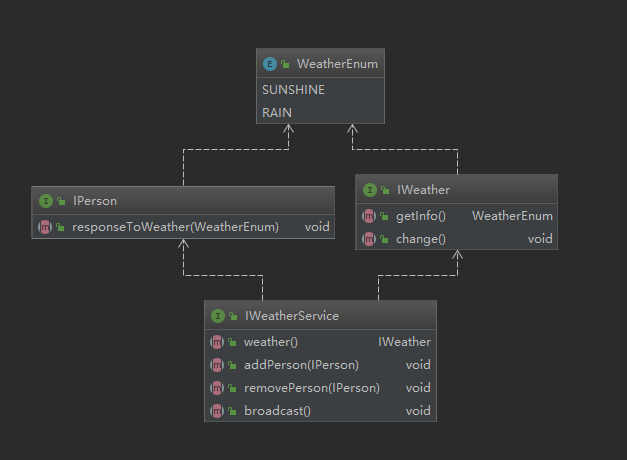 E WeatherEnum
SUNSHINE
RAIN
I IPerson
m responseToWeather(WeatherEnum) void
I IWeather
m getInfo() WeatherEnum
m change() void
I IWeatherService
m weather() IWeather
m addPerson(IPerson) void
m removePerson(IPerson) void
m broadcast() void